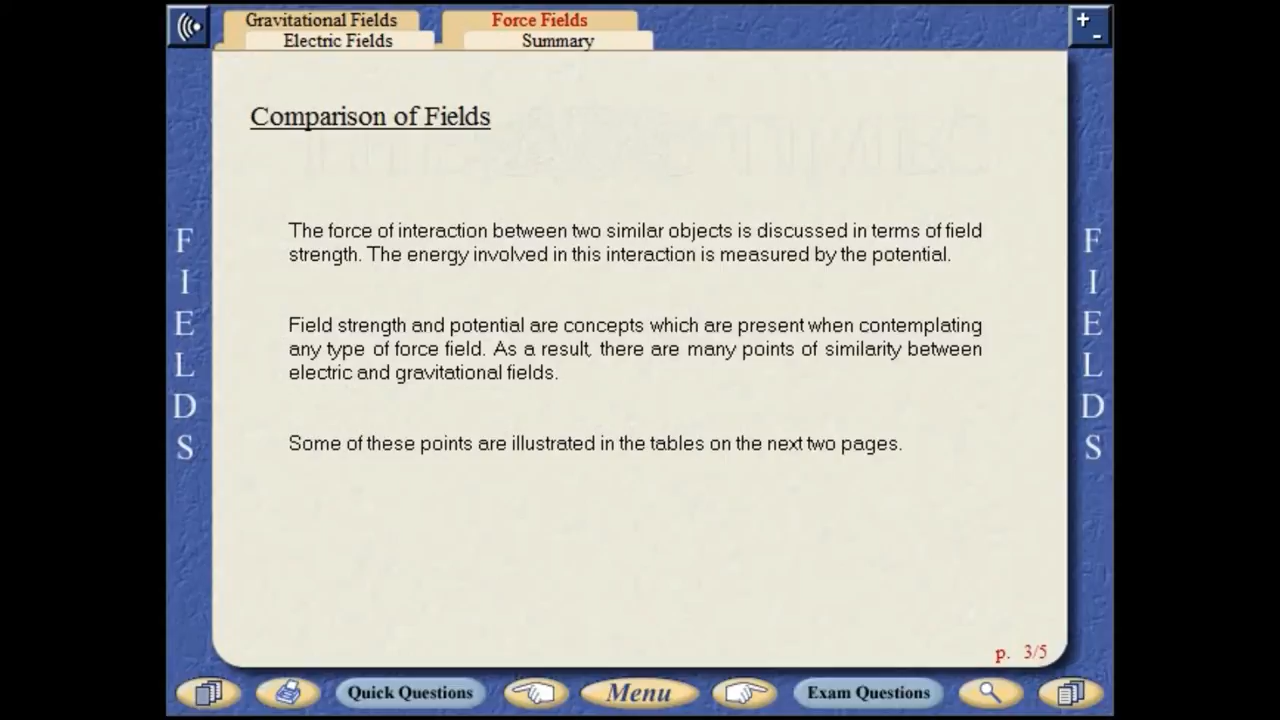 Gravitational Fields
Force Fields
Electric Fields
Summary
+
-
Comparison of Fields
The force of interaction between two similar objects is discussed in terms of field
strength. The energy involved in this interaction is measured by the potential.
Field strength and potential are concepts which are present when contemplating
any type of force field. As a result, there are many points of similarity between
electric and gravitational fields.
Some of these points are illustrated in the tables on the next two pages.
F
I
E
L
D
S
F
I
E
L
D
S
p. 3/5
Quick Questions
Menu
Exam Questions